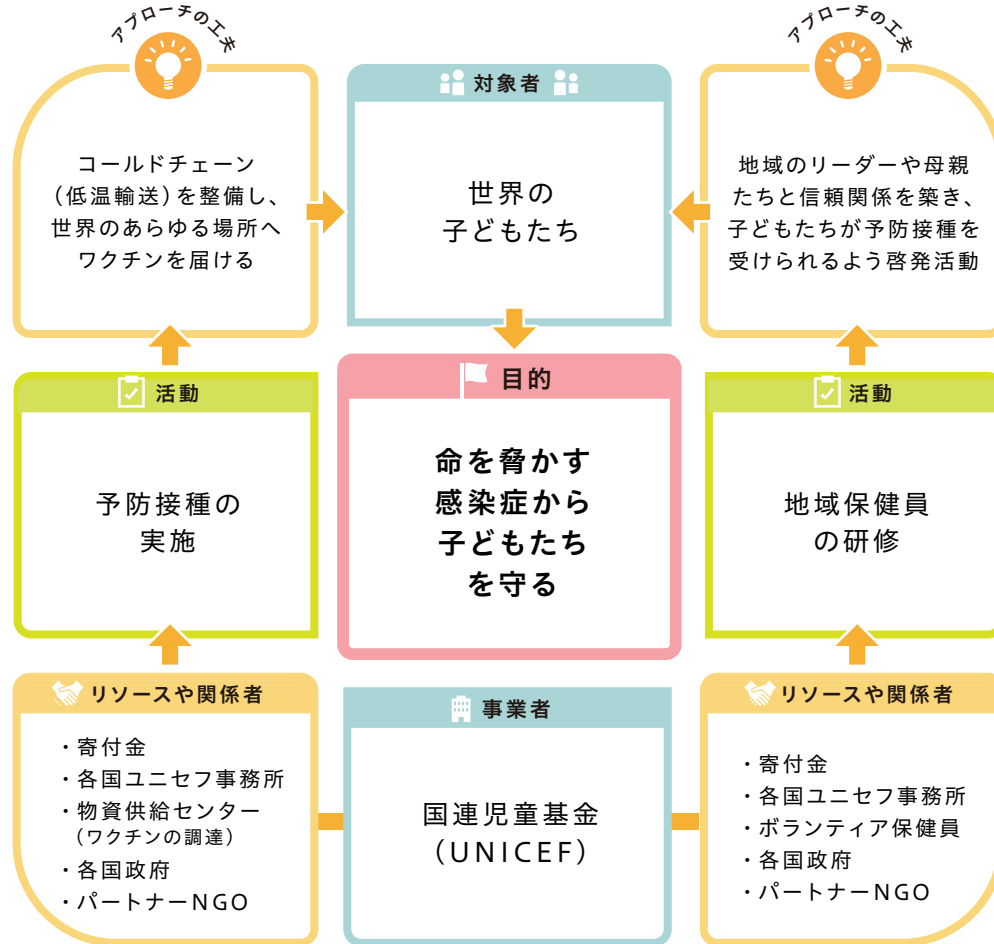 アプローチの工夫
コールドチェーン
（低温輸送）を整備し、
世界のあらゆる場所へ
ワクチンを届ける
対象者
世界の
子どもたち
アプローチの工夫
地域のリーダーや母親
たちと信頼関係を築き、
子どもたちが予防接種を
受けられるよう啓発活動
活動
予防接種の
実施
目的
命を脅かす
感染症から
子どもたち
を守る
活動
地域保健員
の研修
リソースや関係者
・寄付金
・各国ユニセフ事務所
・物資供給センター
（ワクチンの調達）
・各国政府
・パートナーNGO
事業者
国連児童基金
（UNICEF）
リソースや関係者
・寄付金
・各国ユニセフ事務所
・ボランティア保健員
・各国政府
・パートナーNGO